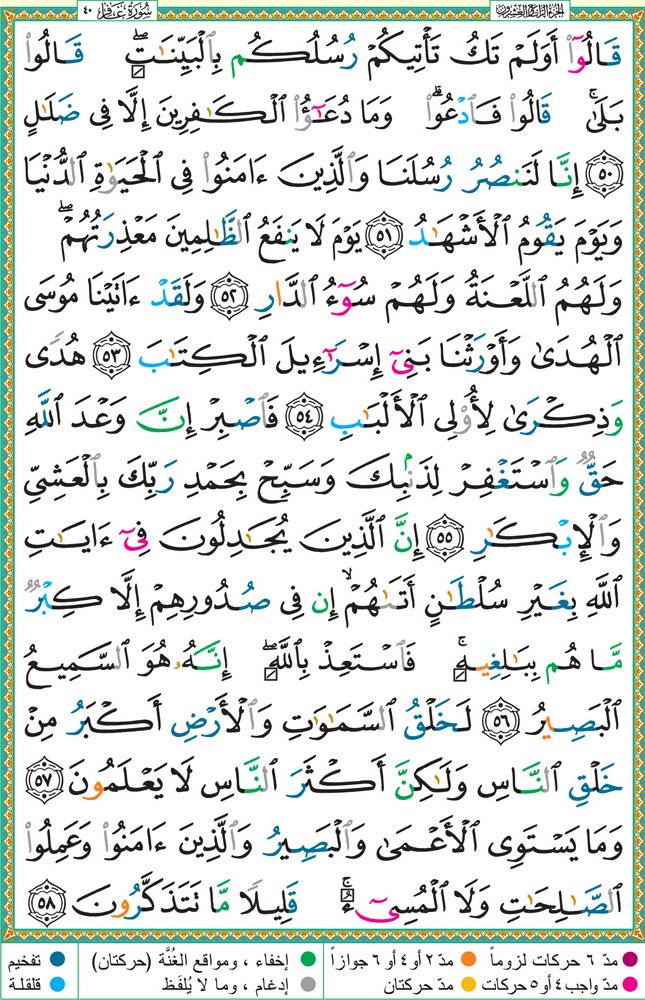 سُورَةُ غَافِر ٤٠
الجزء الرابع والعشرون
قَالُوٓا۟ أَوَلَمْ تَكُ تَأْتِيكُمْ رُسُلُكُم بِٱلْبَيِّنَـٰتِ ۖ قَالُوا۟
بَلَىٰ ۚ قَالُوا۟ فَٱدْعُوا۟ ۗ وَمَا دُعَـٰٓؤُا۟ ٱلْكَـٰفِرِينَ إِلَّا فِى ضَلَـٰلٍ
﴿٥٠﴾ إِنَّا لَنَنصُرُ رُسُلَنَا وَٱلَّذِينَ ءَامَنُوا۟ فِى ٱلْحَيَوٰةِ ٱلدُّنْيَا
وَيَوْمَ يَقُومُ ٱلْأَشْهَـٰدُ ﴿٥١﴾ يَوْمَ لَا يَنفَعُ ٱلظَّـٰلِمِينَ مَعْذِرَتُهُمْ ۖ
وَلَهُمُ ٱللَّعْنَةُ وَلَهُمْ سُوٓءُ ٱلدَّارِ ﴿٥٢﴾ وَلَقَدْ ءَاتَيْنَا مُوسَى
ٱلْهُدَىٰ وَأَوْرَثْنَا بَنِىٓ إِسْرَٰٓءِيلَ ٱلْكِتَـٰبَ ﴿٥٣﴾ هُدًى
وَذِكْرَىٰ لِأُو۟لِى ٱلْأَلْبَـٰبِ ﴿٥٤﴾ فَٱصْبِرْ إِنَّ وَعْدَ ٱللَّهِ
حَقٌّ وَٱسْتَغْفِرْ لِذَنۢبِكَ وَسَبِّحْ بِحَمْدِ رَبِّكَ بِٱلْعَشِىِّ
وَٱلْإِبْكَـٰرِ ﴿٥٥﴾ إِنَّ ٱلَّذِينَ يُجَـٰدِلُونَ فِىٓ ءَايَـٰتِ
ٱللَّهِ بِغَيْرِ سُلْطَـٰنٍ أَتَىٰهُمْ ۙ إِن فِى صُدُورِهِمْ إِلَّا كِبْرٌ
مَّا هُم بِبَـٰلِغِيهِ ۚ فَٱسْتَعِذْ بِٱللَّهِ ۖ إِنَّهُۥ هُوَ ٱلسَّمِيعُ
ٱلْبَصِيرُ ﴿٥٦﴾ لَخَلْقُ ٱلسَّمَـٰوَٰتِ وَٱلْأَرْضِ أَكْبَرُ مِنْ
خَلْقِ ٱلنَّاسِ وَلَـٰكِنَّ أَكْثَرَ ٱلنَّاسِ لَا يَعْلَمُونَ ﴿٥٧﴾
وَمَا يَسْتَوِى ٱلْأَعْمَىٰ وَٱلْبَصِيرُ وَٱلَّذِينَ ءَامَنُوا۟ وَعَمِلُوا۟
ٱلصَّـٰلِحَـٰتِ وَلَا ٱلْمُسِىٓءُ ۚ قَلِيلًا مَّا تَتَذَكَّرُونَ ﴿٥٨﴾
مدّ ٦ حركات لزوماً مدّ ٢ أو ٤ أو ٦ جوازاً إخفاء ، ومواقع الغُنَّة (حركتان) تفخيم
مدّ واجب ٤ أو ٥ حركات مدّ حركتان إدغام ، وما لا يُلفَظ قلقلة